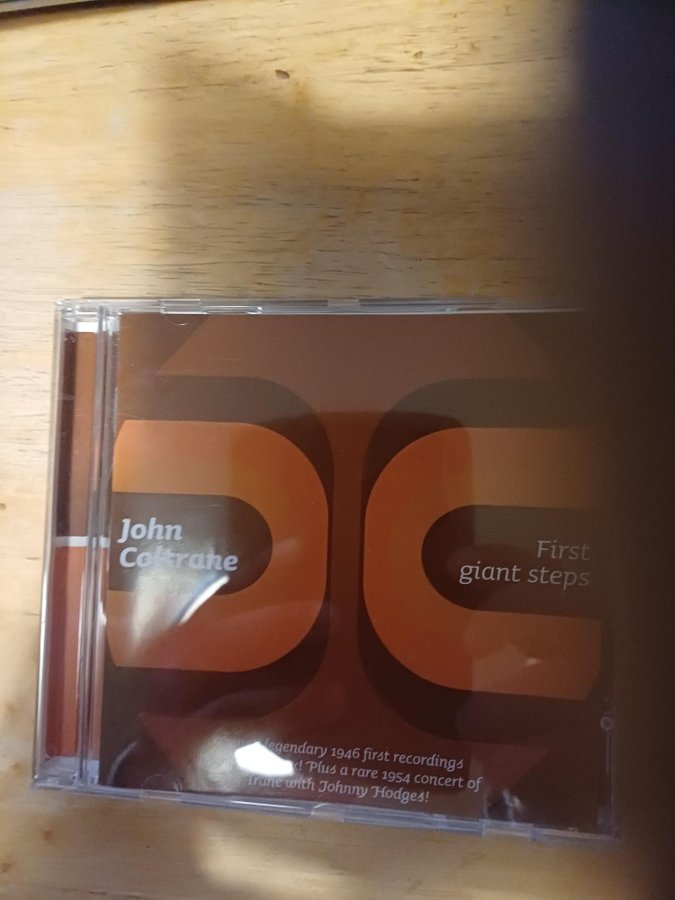 John
Coltrane
First
giant steps
legendary 1946 first recordings
Plus a rare 1954 concert of
with Johnny Hodges!